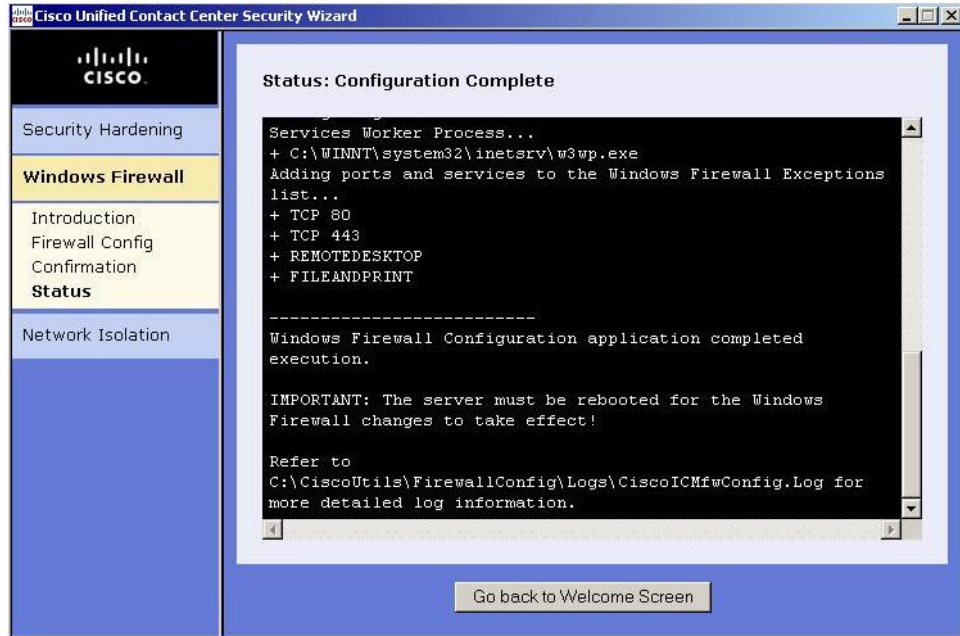 Cisco Unified Contact Center Security Wizard
CISCO
Security Hardening
Windows Firewall
Introduction
Firewall Config
Confirmation
Status
Network Isolation
Status: Configuration Complete
Services Worker Process...
+ C:\WINNT\system32\inetsrv\w3wp.exe
Adding ports and services to the Windows Firewall Exceptions
list...
+ TCP 80
+ TCP 443
+ REMOTEDESKTOP
+ FILEANDPRINT
--------------------------
Windows Firewall Configuration application completed
execution.
IMPORTANT: The server must be rebooted for the Windows
Firewall changes to take effect!
Refer to
C:\CiscoUtils\FirewallConfig\Logs\CiscoICMfwConfig.Log for
more detailed log information.
Go back to Welcome Screen